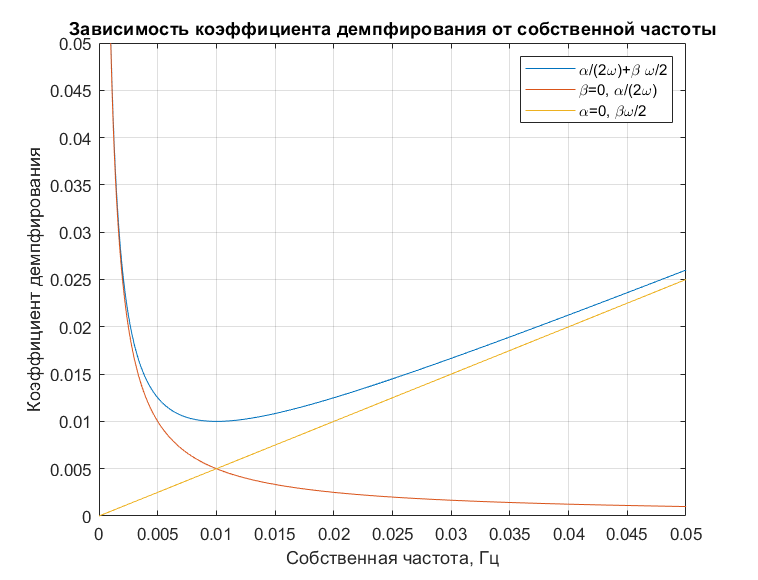 Зависимость коэффициента демпфирования от собственной частоты
α/(2ω)+β ω/2
β=0, α/(2ω)
α=0, βω/2
Коэффициент демпфирования
0.05
0.045
0.04
0.035
0.03
0.025
0.02
0.015
0.01
0.005
0
0 0.005 0.01 0.015 0.02 0.025 0.03 0.035 0.04 0.045 0.05
Собственная частота, Гц